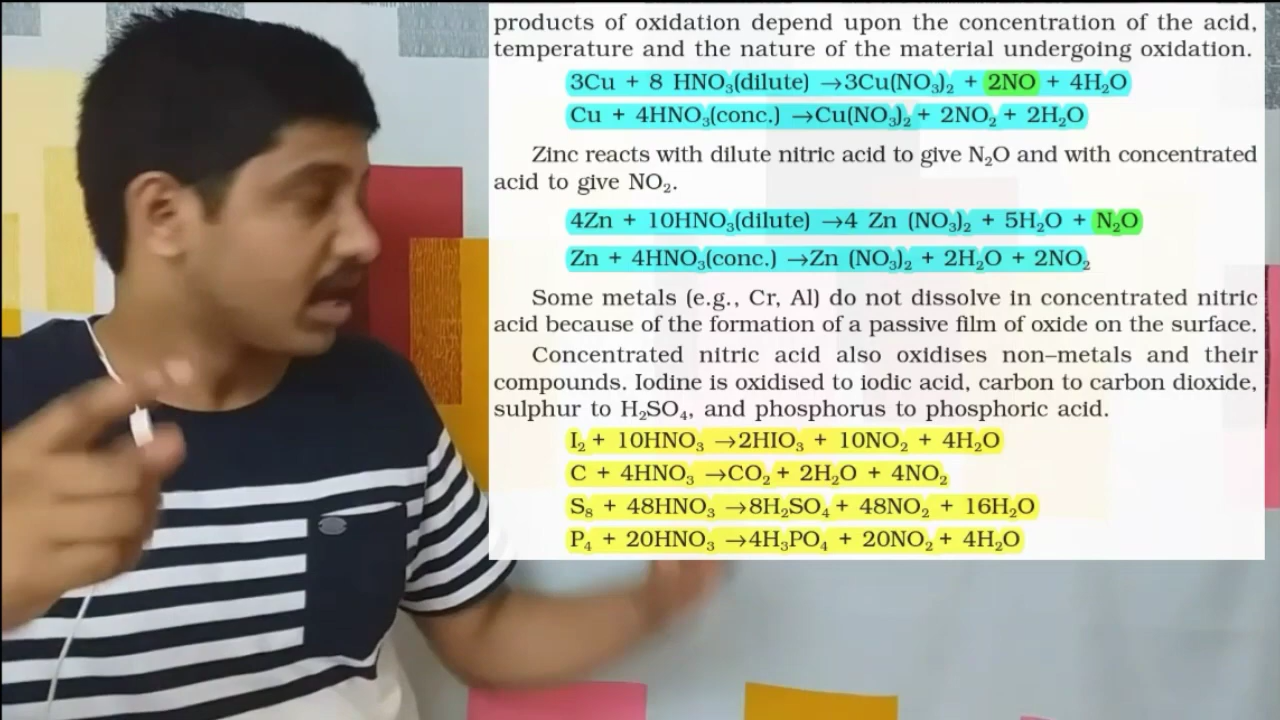 products of oxidation depend upon the concentration of the acid,
temperature and the nature of the material undergoing oxidation.
3Cu + 8 HNO₃(dilute) →3Cu(NO₃)₂ + 2NO + 4H₂O
Cu + 4HNO₃(conc.) →Cu(NO₃)₂ + 2NO₂ + 2H₂O
Zinc reacts with dilute nitric acid to give N₂O and with concentrated
acid to give NO₂.
4Zn + 10HNO₃(dilute) →4 Zn (NO₃)₂ + 5H₂O + N₂O
Zn + 4HNO₃(conc.) →Zn (NO₃)₂ + 2H₂O + 2NO₂
Some metals (e.g., Cr, Al) do not dissolve in concentrated nitric
acid because of the formation of a passive film of oxide on the surface.
Concentrated nitric acid also oxidises non–metals and their
compounds. Iodine is oxidised to iodic acid, carbon to carbon dioxide,
sulphur to H₂SO₄, and phosphorus to phosphoric acid.
I₂ + 10HNO₃ →2HIO₃ + 10NO₂ + 4H₂O
C + 4HNO₃ →CO₂ + 2H₂O + 4NO₂
S₈ + 48HNO₃ →8H₂SO₄ + 48NO₂ + 16H₂O
P₄ + 20HNO₃ →4H₃PO₄ + 20NO₂ + 4H₂O